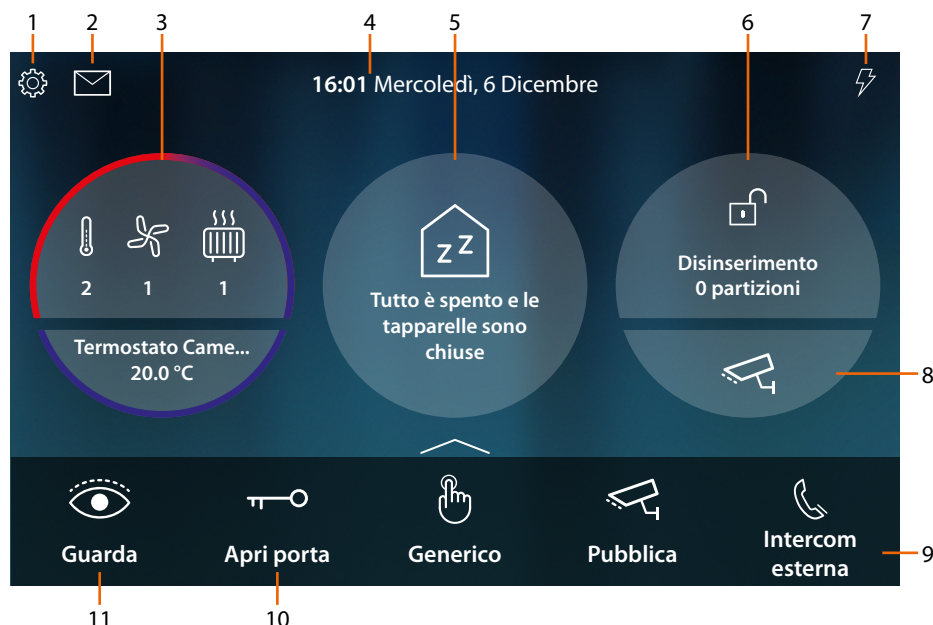 1 2 3 4 5 6 7
16:01 Mercoledì, 6 Dicembre
2 1 1
Termostato Came...
20.0 °C
z Z
Tutto è spento e le
tapparelle sono
chiuse
Disinserimento
0 partizioni
8
Guarda
Apri porta
Generico
Pubblica
Intercom
esterna
9
11 10